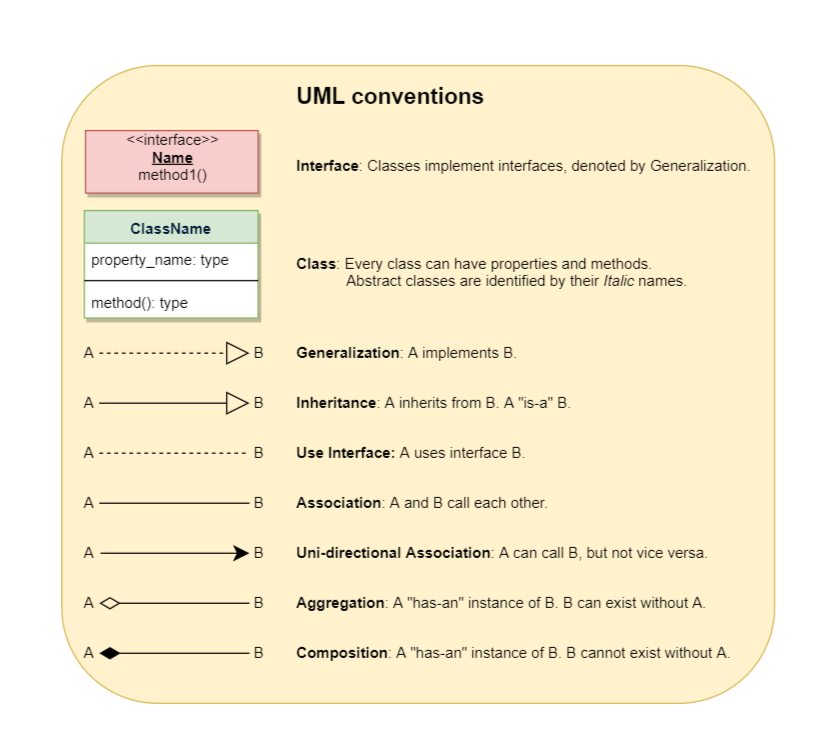 UML conventions
<<interface>>
Name
method1()
Interface: Classes implement interfaces, denoted by Generalization.
ClassName
property_name: type
method(): type
Class: Every class can have properties and methods.
Abstract classes are identified by their Italic names.
A B Generalization: A implements B.
A B Inheritance: A inherits from B. A "is-a" B.
A B Use Interface: A uses interface B.
A B Association: A and B call each other.
A B Uni-directional Association: A can call B, but not vice versa.
A B Aggregation: A "has-an" instance of B. B can exist without A.
A B Composition: A "has-an" instance of B. B cannot exist without A.